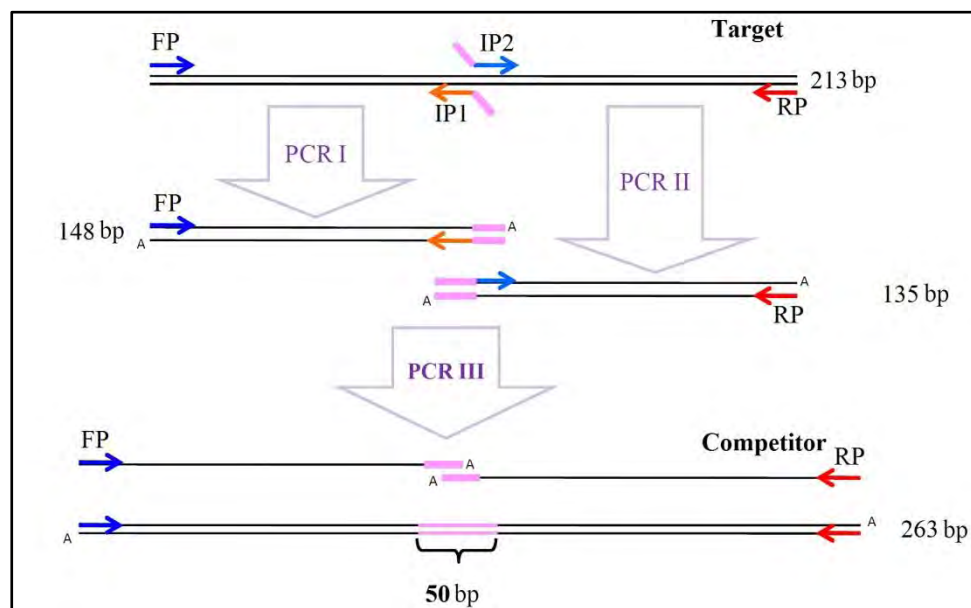 FP IP2 Target
213 bp
IP1 RP
PCR I PCR II
FP
148 bp A
A
A
A RP 135 bp
PCR III
FP Competitor
A RP
A
A
A 263 bp
50 bp